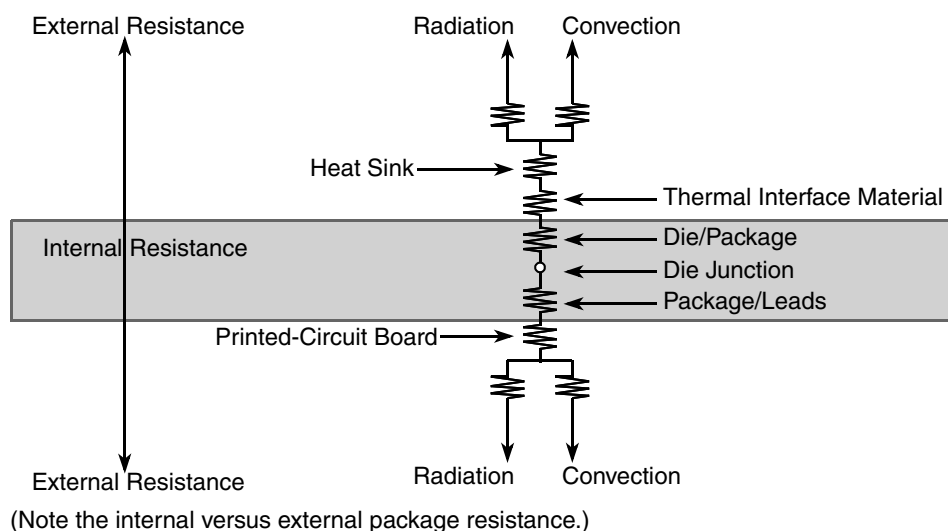 External Resistance
Radiation Convection
Heat Sink
Thermal Interface Material
Internal Resistance
Die/Package
Die Junction
Package/Leads
Printed-Circuit Board
External Resistance
Radiation Convection
(Note the internal versus external package resistance.)